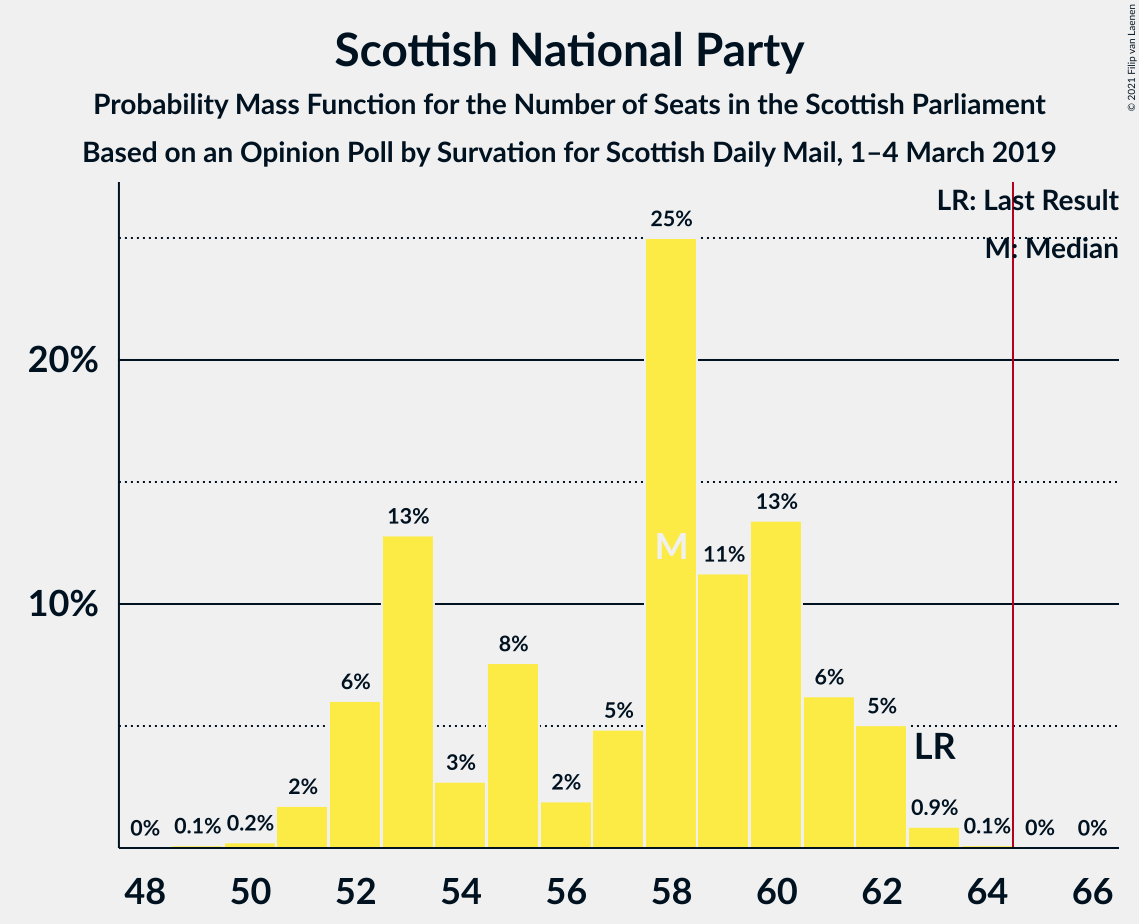 Scottish National Party
Probability Mass Function for the Number of Seats in the Scottish Parliament
Based on an Opinion Poll by Survation for Scottish Daily Mail, 1–4 March 2019
© 2021 Filip van Laenen
LR: Last Result
M: Median
20%
10%
0%
0.1%
0.2%
2%
6%
13%
3%
8%
2%
5%
25%
M
11%
13%
6%
5%
LR
0.9%
0.1%
0%
0%
48 50 52 54 56 58 60 62 64 66